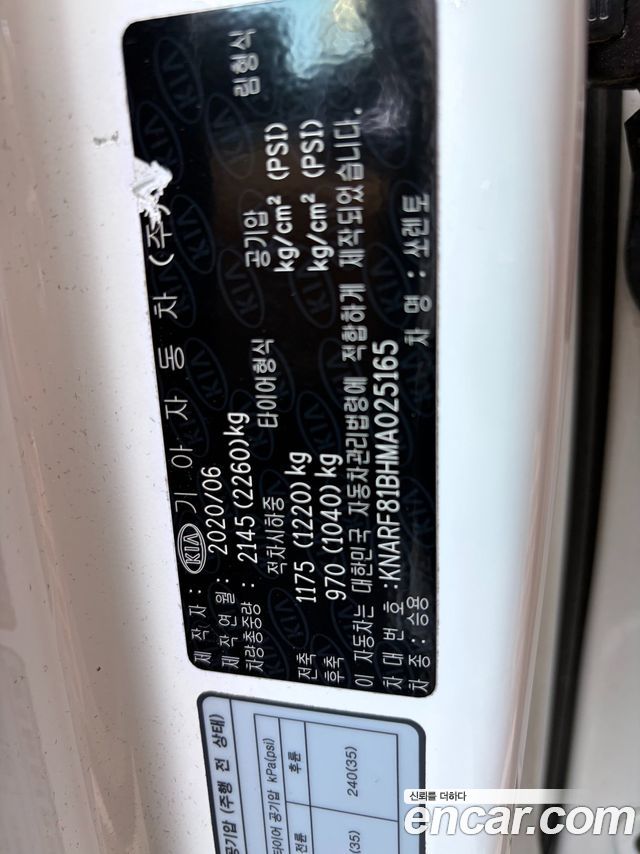 제 작 자 : KIA 기 아 자 동 차 (주)
제 작 연 월 : 2020/06
차량총중량 : 2145 (2260)kg
적차시하중 타이어형식 공기압 림형식
전축 1175 (1220) kg kg/cm² (PSI)
후축 970 (1040) kg kg/cm² (PSI)
이 자동차는 대한민국 자동차관리법령에 적합하게 제작되었습니다.
차 대 번 호 :KNARF81BHMA025165
차 종 : 승용 차 명 : 쏘렌토
공기압 (주행 전 상태)
타이어 공기압 kPa(psi)
전륜 후륜
(35) 240(35)
(35)
신뢰를 더하다
encar.com